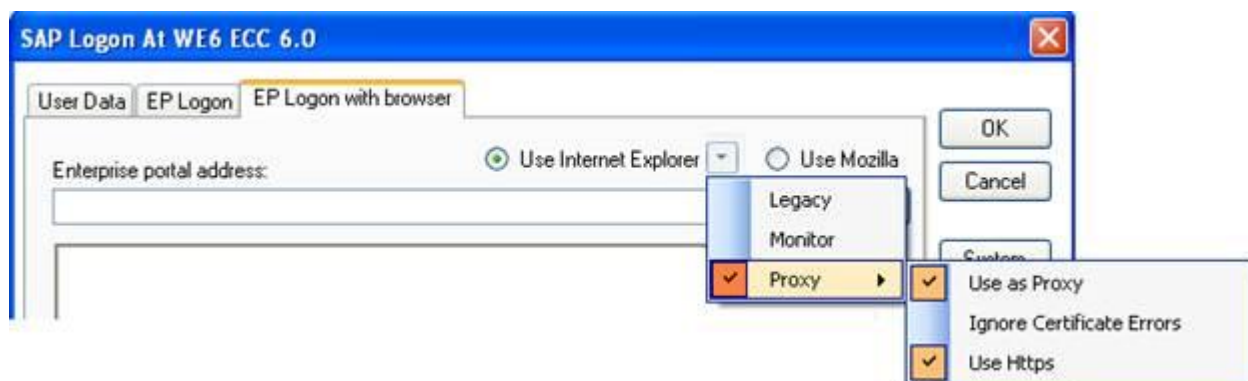 SAP Logon At WE6 ECC 6.0
User Data EP Logon EP Logon with browser
OK
Enterprise portal address: Use Internet Explorer Use Mozilla
Cancel
Legacy
Monitor
System
Proxy
Use as Proxy
Ignore Certificate Errors
Use Https